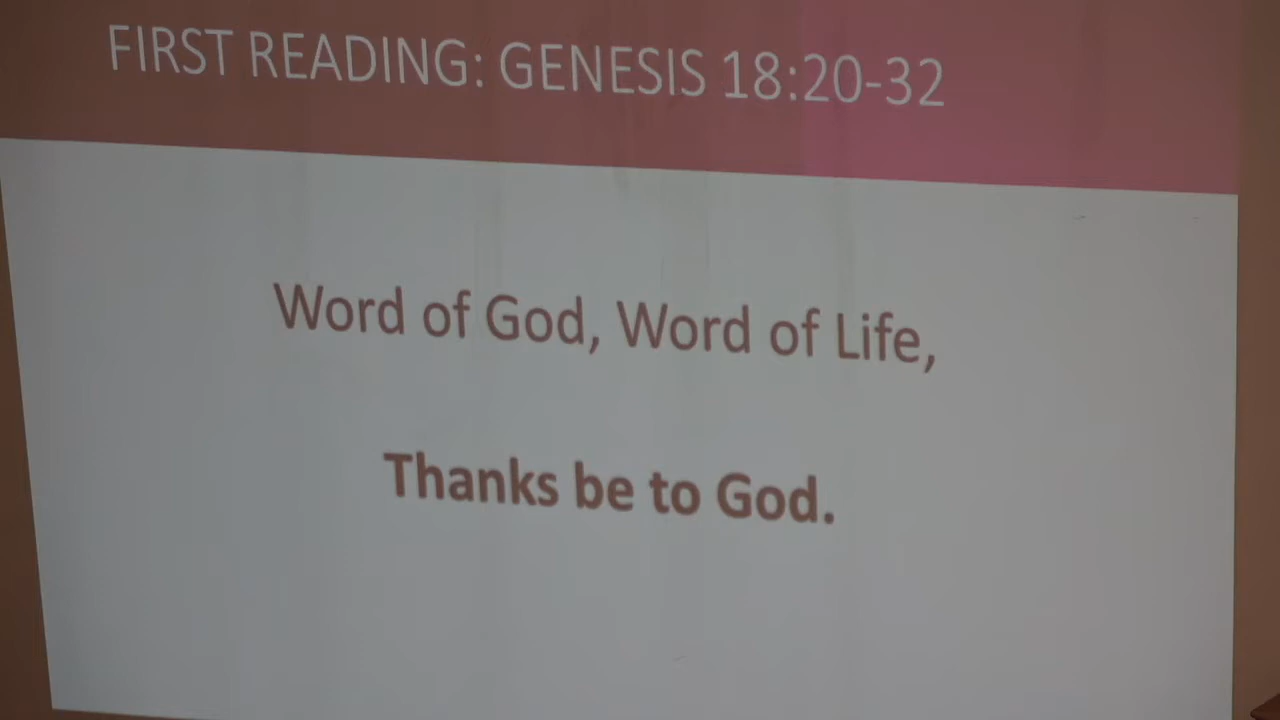 FIRST READING: GENESIS 18:20-32
Word of God, Word of Life,
Thanks be to God.